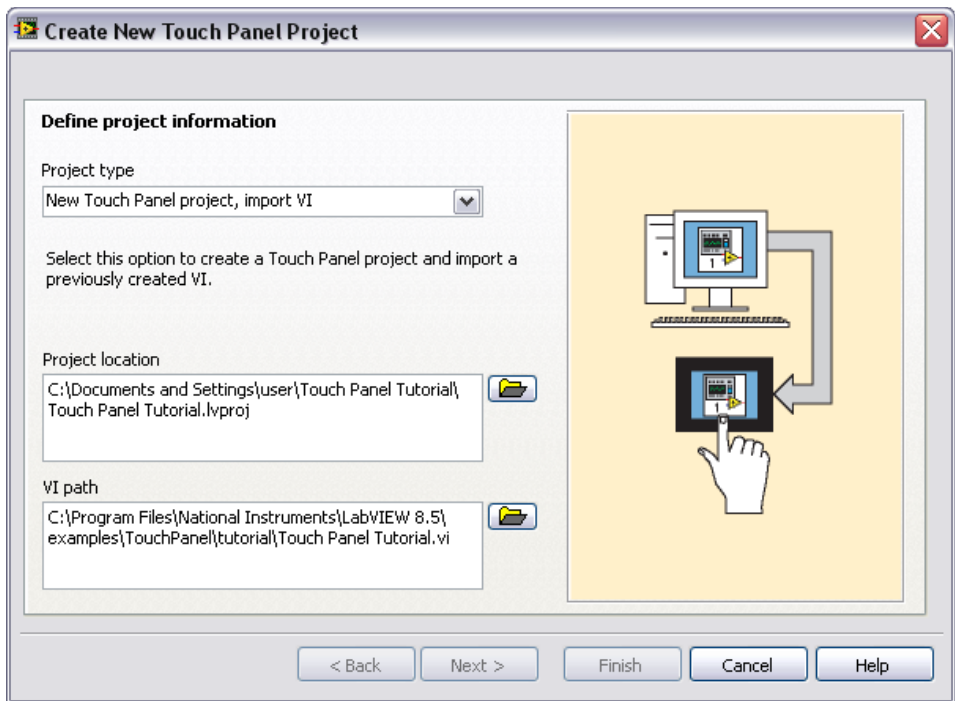 Create New Touch Panel Project
Define project information
Project type
New Touch Panel project, import VI
Select this option to create a Touch Panel project and import a
previously created VI.
Project location
C:\Documents and Settings\user\Touch Panel Tutorial\
Touch Panel Tutorial.lvproj
VI path
C:\Program Files\National Instruments\LabVIEW 8.5\
examples\TouchPanel\tutorial\Touch Panel Tutorial.vi
1
1
< Back
Next >
Finish
Cancel
Help